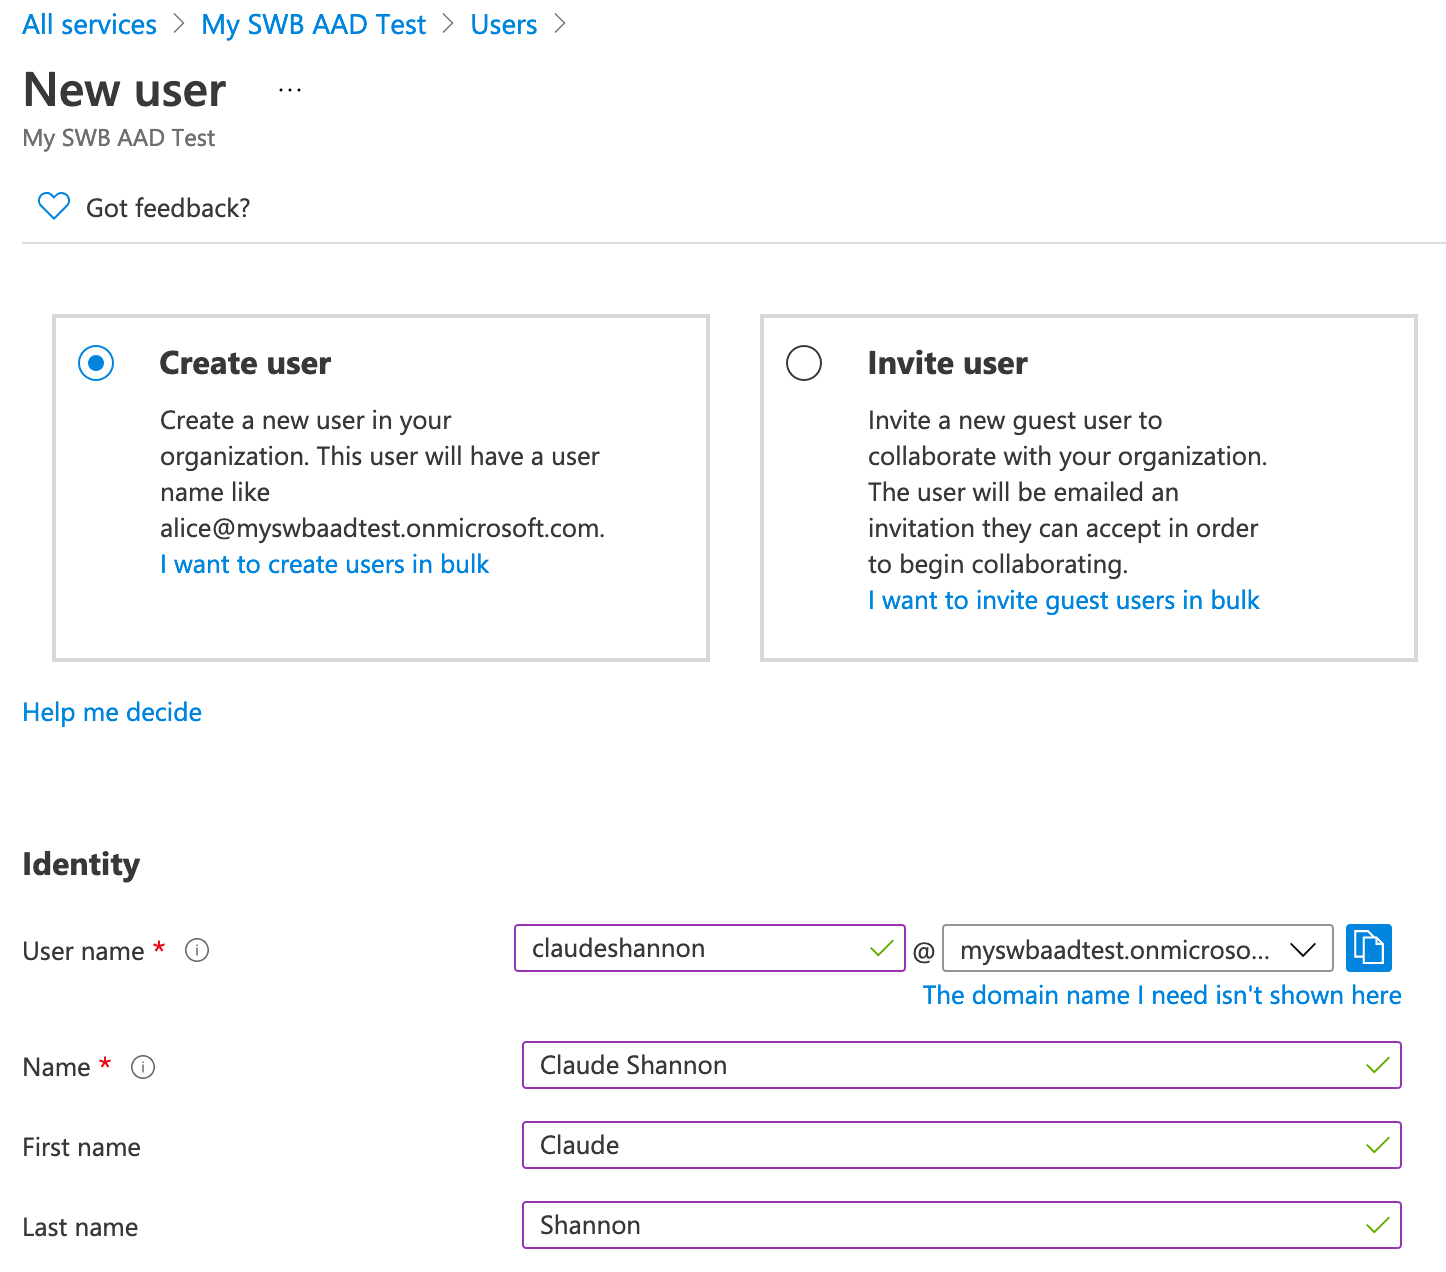 All services > My SWB AAD Test > Users >
New user ...
My SWB AAD Test
Got feedback?
Create user
Create a new user in your
organization. This user will have a user
name like
alice@myswbaadtest.onmicrosoft.com.
I want to create users in bulk
Invite user
Invite a new guest user to
collaborate with your organization.
The user will be emailed an
invitation they can accept in order
to begin collaborating.
I want to invite guest users in bulk
Help me decide
Identity
User name * claudeshannon @ myswbaadtest.onmicroso...
The domain name I need isn't shown here
Name * Claude Shannon
First name Claude
Last name Shannon